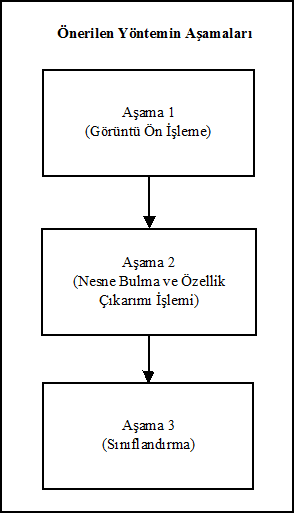 Önerilen Yöntemin Aşamaları
Aşama 1
(Görüntü Ön İşleme)
Aşama 2
(Nesne Bulma ve Özellik
Çıkarımı İşlemi)
Aşama 3
(Sınıflandırma)